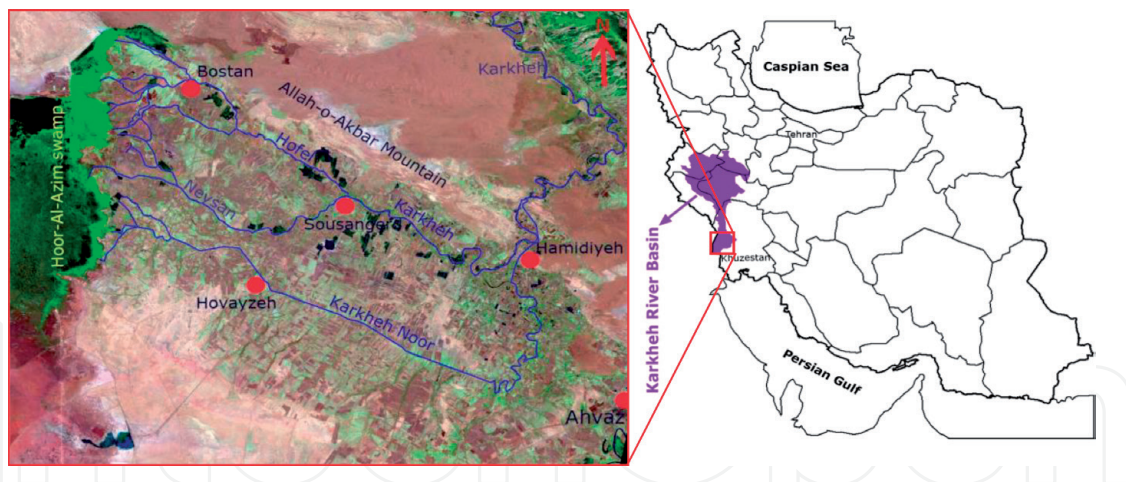 N
Karkheh
Bostan
Allah-o-Akbar Mountain
Hoor-Al-Azim swamp
Hofel
Neysan
Karkheh
Sousangerd
Hamidiyeh
Hovayzeh
Karkheh Noor
Ahvaz
Caspian Sea
Tehran
Karkheh River Basin
Khuzestan
Persian Gulf